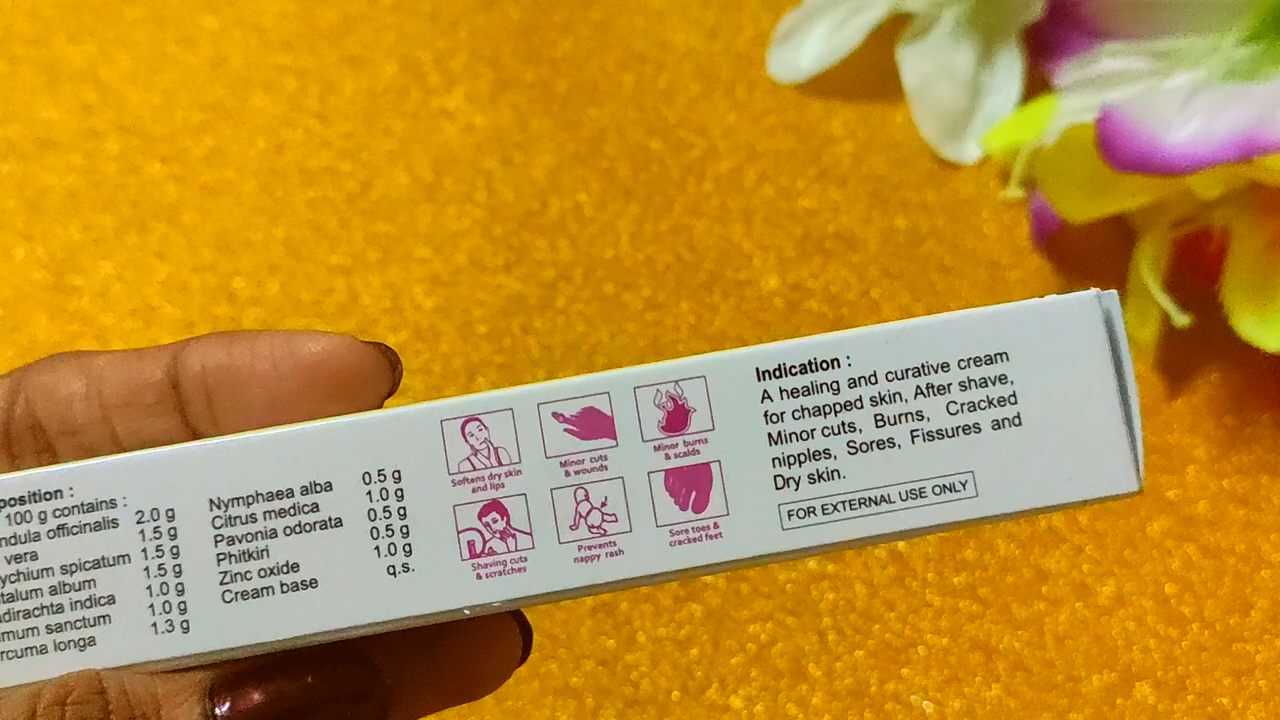 position :
100 g contains :
ndula officinalis 2.0 g
vera 1.5 g
ychium spicatum 1.5 g
talum album 1.5 g
dirachta indica 1.0 g
mum sanctum 1.0 g
rcuma longa 1.3 g
Nymphaea alba 0.5 g
Citrus medica 1.0 g
Pavonia odorata 0.5 g
Phitkiri 0.5 g
Zinc oxide 1.0 g
Cream base q.s.
Softens dry skin
and lips
Minor cuts
& wounds
Minor burns
& scalds
Shaving cuts
& scratches
Prevents
nappy rash
Sore toes &
cracked feet
Indication :
A healing and curative cream
for chapped skin, After shave,
Minor cuts, Burns, Cracked
nipples, Sores, Fissures and
Dry skin.
FOR EXTERNAL USE ONLY